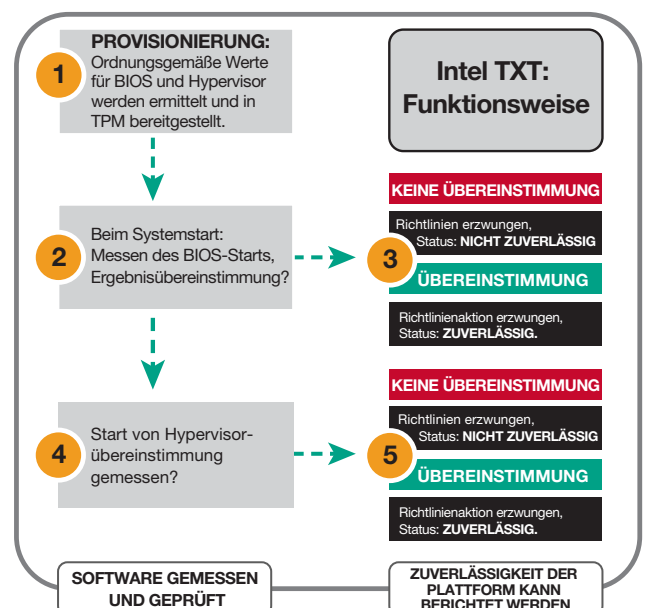 PROVISIONIERUNG:
Ordnungsgemäße Werte
für BIOS und Hypervisor
werden ermittelt und in
TPM bereitgestellt.
1
Intel TXT:
Funktionsweise
2
Beim Systemstart:
Messen des BIOS-Starts,
Ergebnisübereinstimmung?
KEINE ÜBEREINSTIMMUNG
Richtlinien erzwungen,
Status: NICHT ZUVERLÄSSIG
3
ÜBEREINSTIMMUNG
Richtlinienaktion erzwungen,
Status: ZUVERLÄSSIG.
4
Start von Hypervisor-
übereinstimmung
gemessen?
KEINE ÜBEREINSTIMMUNG
Richtlinien erzwungen,
Status: NICHT ZUVERLÄSSIG
5
ÜBEREINSTIMMUNG
Richtlinienaktion erzwungen,
Status: ZUVERLÄSSIG.
SOFTWARE GEMESSEN
UND GEPRÜFT
ZUVERLÄSSIGKEIT DER
PLATTFORM KANN
BERICHTET WERDEN